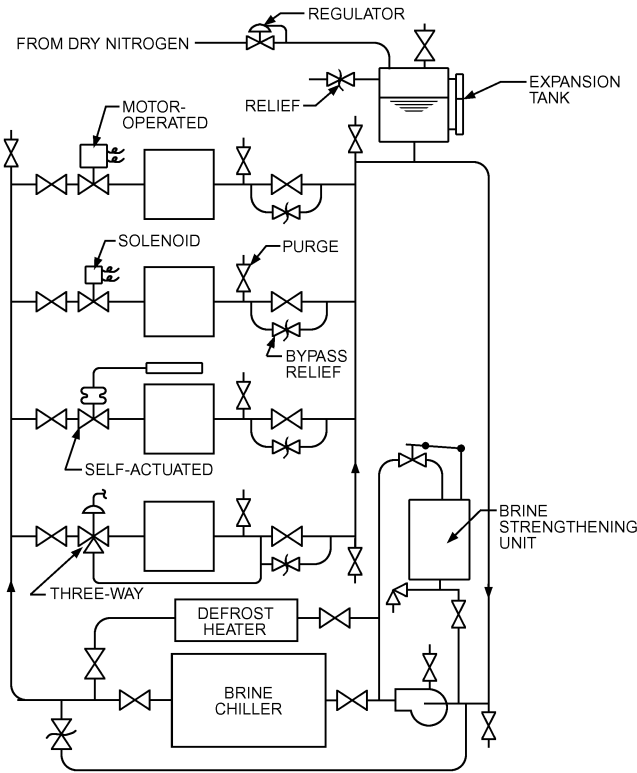 REGULATOR
FROM DRY NITROGEN
RELIEF
EXPANSION
TANK
MOTOR-
OPERATED
SOLENOID
PURGE
BYPASS
RELIEF
SELF-ACTUATED
BRINE
STRENGTHENING
UNIT
THREE-WAY
DEFROST
HEATER
BRINE
CHILLER